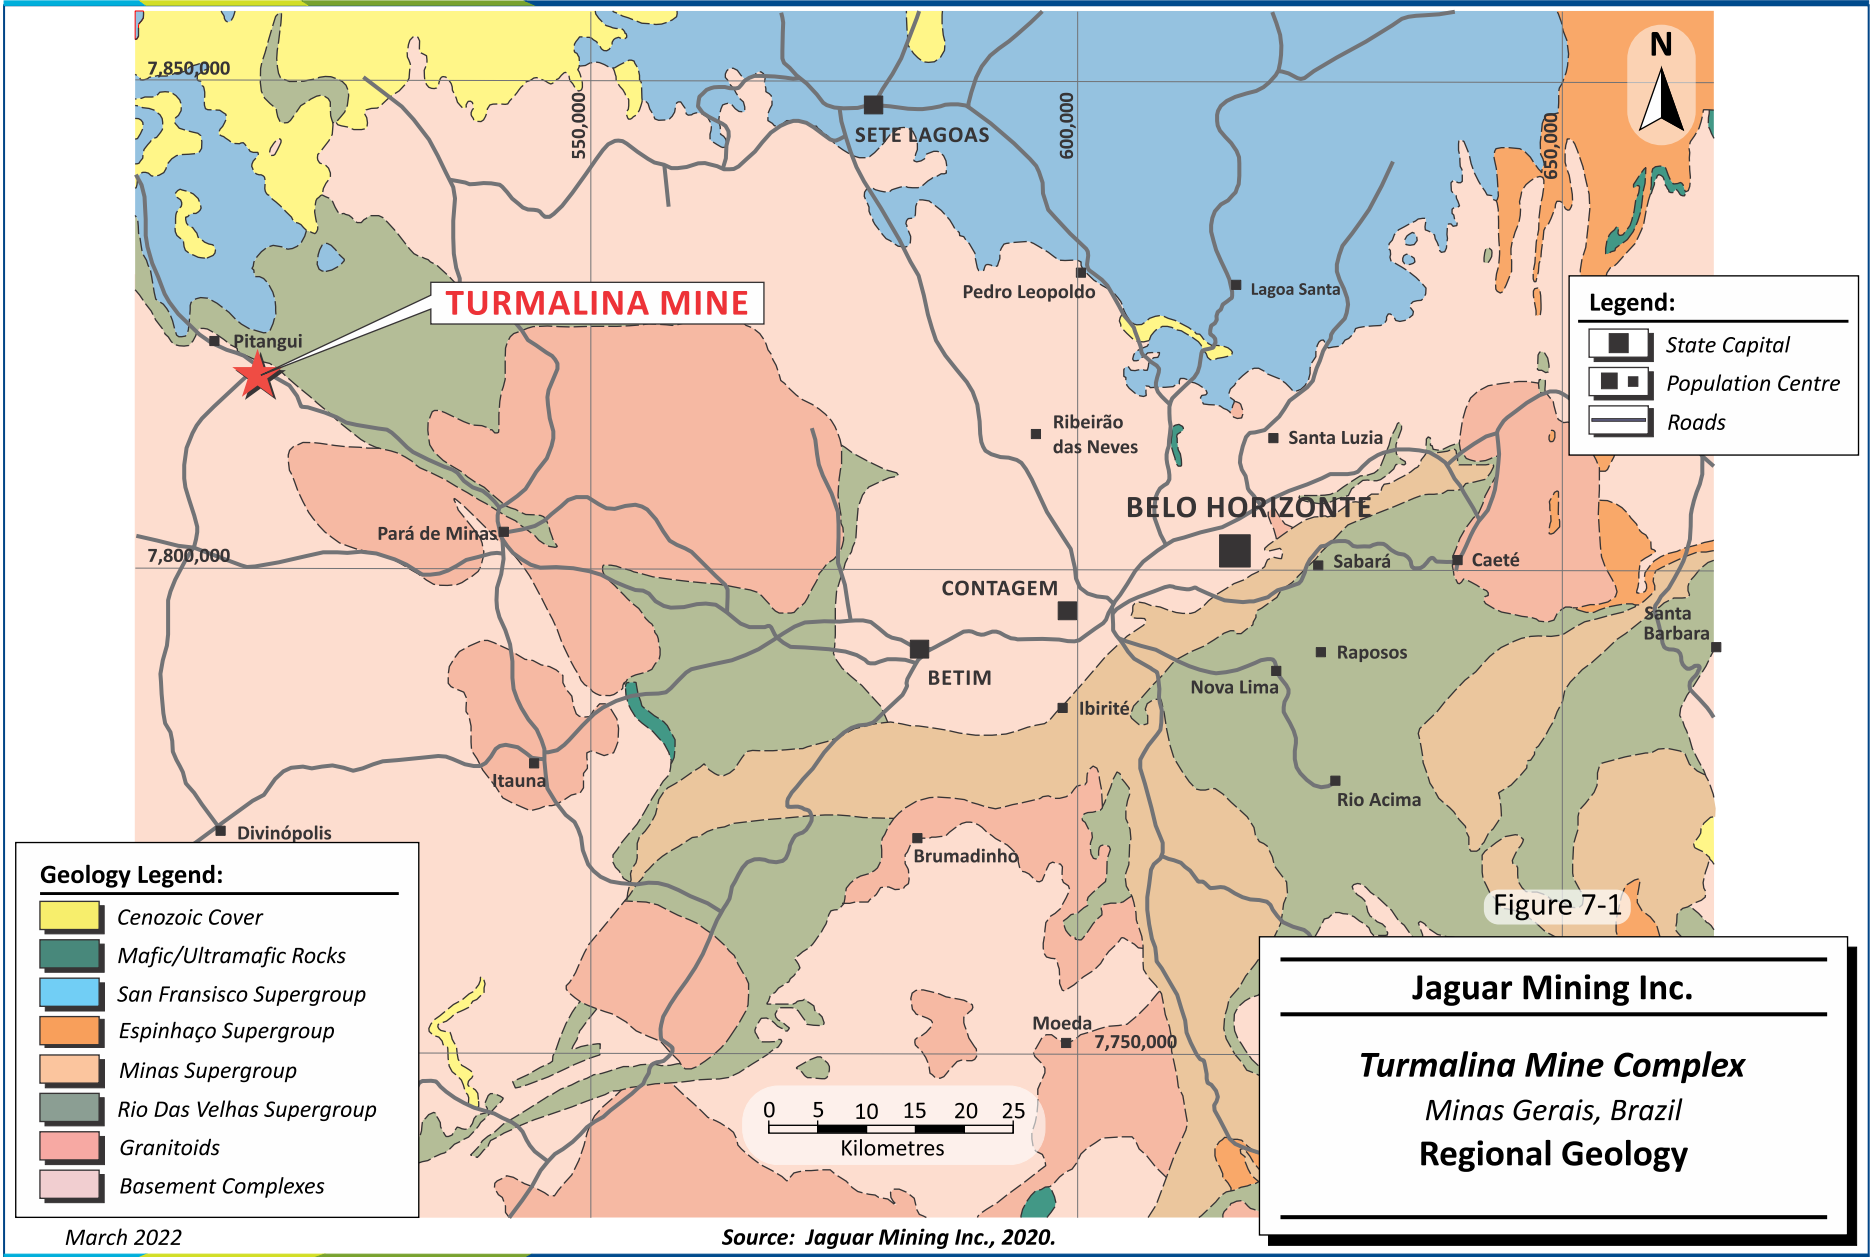 N
7,850,000
550,000
600,000
650,000
SETE LAGOAS
Pedro Leopoldo
Lagoa Santa
TURMALINA MINE
Pitangui
Legend:
State Capital
Population Centre
Roads
Ribeirão
das Neves
Santa Luzia
BELO HORIZONTE
Pará de Minas
7,800,000
Sabará
Caeté
CONTAGEM
Santa
Barbara
Raposos
BETIM
Nova Lima
Ibirité
Itauna
Rio Acima
Divinópolis
Brumadinho
Geology Legend:
Cenozoic Cover
Mafic/Ultramafic Rocks
San Fransisco Supergroup
Espinhaço Supergroup
Minas Supergroup
Rio Das Velhas Supergroup
Granitoids
Basement Complexes
Moeda
7,750,000
0 5 10 15 20 25
Kilometres
Figure 7-1
Jaguar Mining Inc.
Turmalina Mine Complex
Minas Gerais, Brazil
Regional Geology
March 2022
Source: Jaguar Mining Inc., 2020.